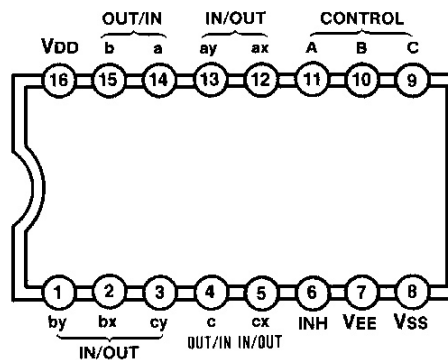 OUT/IN IN/OUT CONTROL
VDD b a ay ax A B C
16 15 14 13 12 11 10 9
1 2 3 4 5 6 7 8
by bx cy c cx INH VEE VSS
OUT/IN IN/OUT
IN/OUT